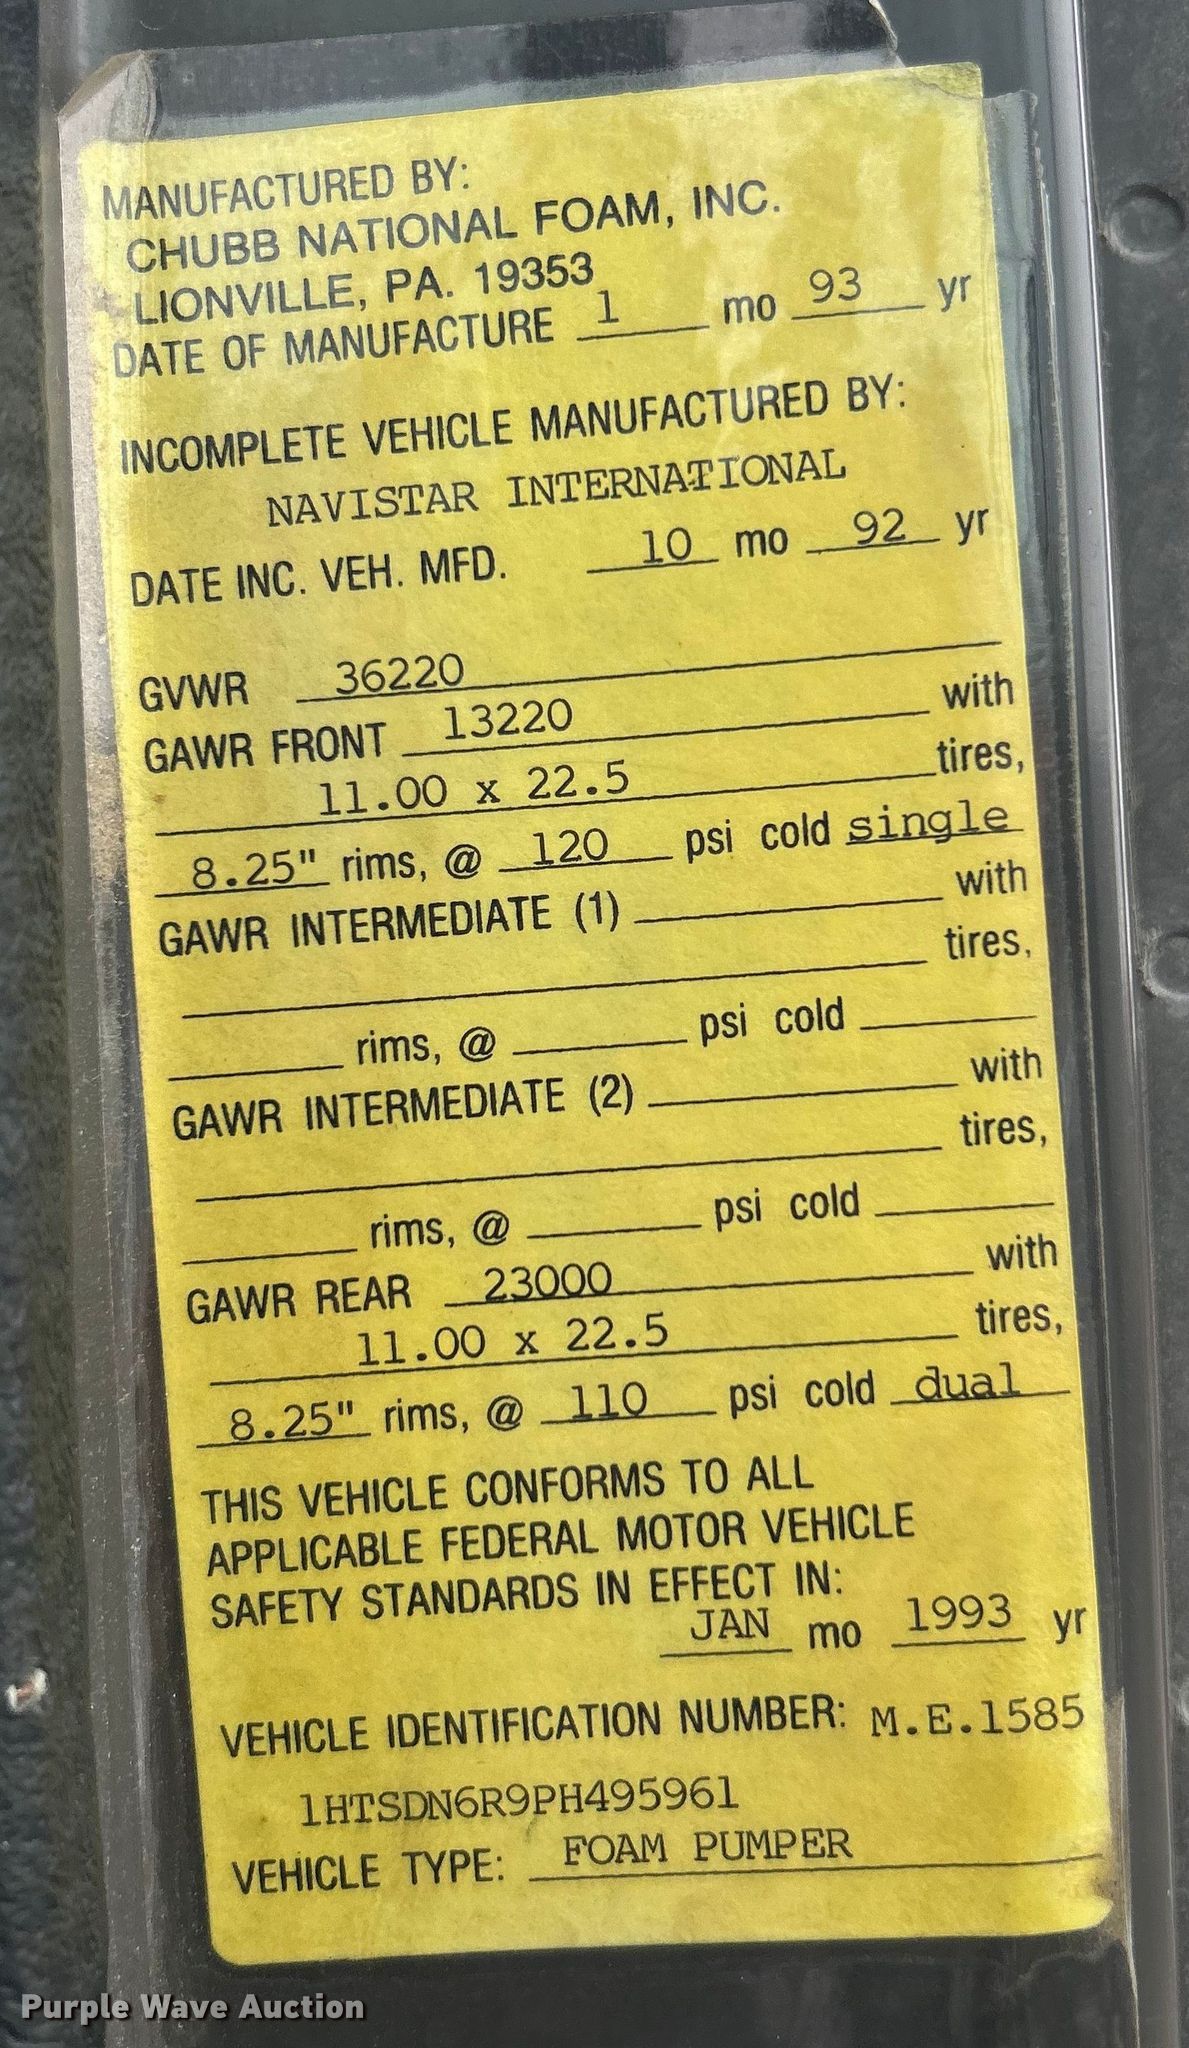 MANUFACTURED BY:
CHUBB NATIONAL FOAM, INC.
LIONVILLE, PA. 19353
DATE OF MANUFACTURE 1 mo 93 yr
INCOMPLETE VEHICLE MANUFACTURED BY:
NAVISTAR INTERNATIONAL
DATE INC. VEH. MFD. 10 mo 92 yr
GVWR 36220
GAWR FRONT 13220 with
11.00 x 22.5 tires,
8.25" rims, @ 120 psi cold single
GAWR INTERMEDIATE (1) with
tires,
rims, @ psi cold
GAWR INTERMEDIATE (2) with
tires,
rims, @ psi cold
GAWR REAR 23000 with
11.00 x 22.5 tires,
8.25" rims, @ 110 psi cold dual
THIS VEHICLE CONFORMS TO ALL
APPLICABLE FEDERAL MOTOR VEHICLE
SAFETY STANDARDS IN EFFECT IN:
JAN mo 1993 yr
VEHICLE IDENTIFICATION NUMBER: M.E.1585
1HTSDN6R9PH495961
VEHICLE TYPE: FOAM PUMPER
Purple Wave Auction